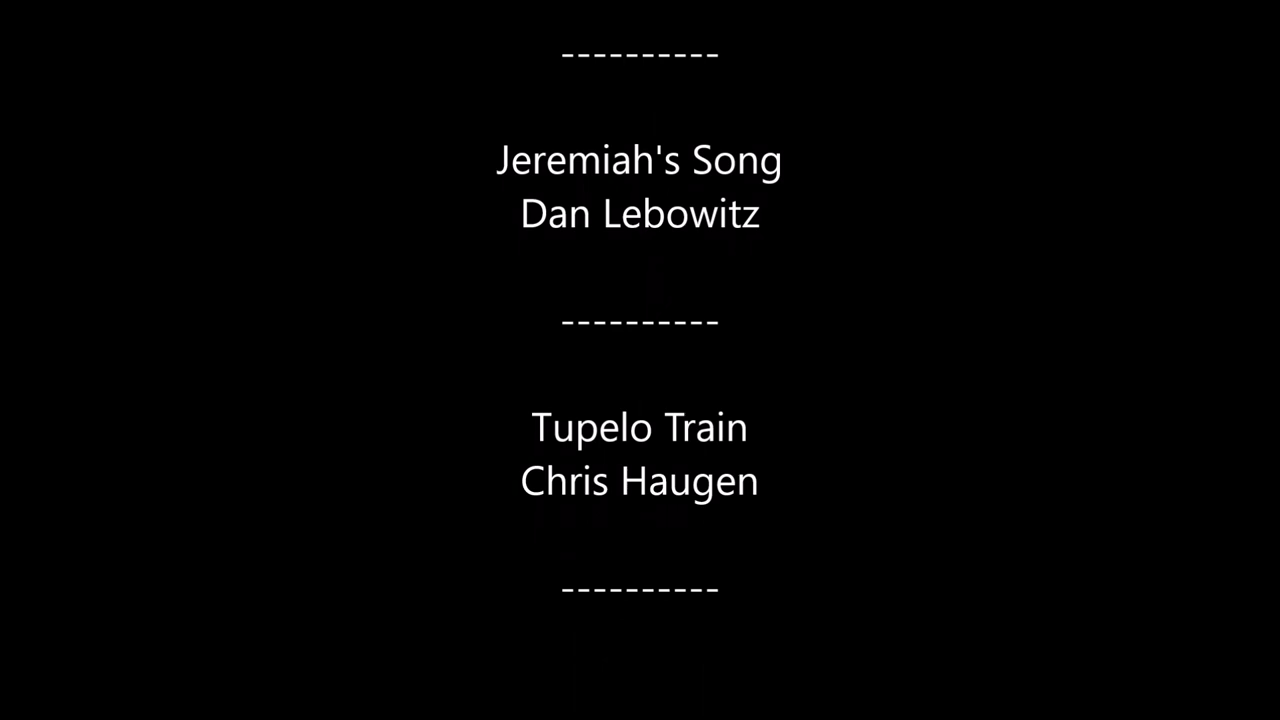 ----------
Jeremiah's Song
Dan Lebowitz
----------
Tupelo Train
Chris Haugen
----------